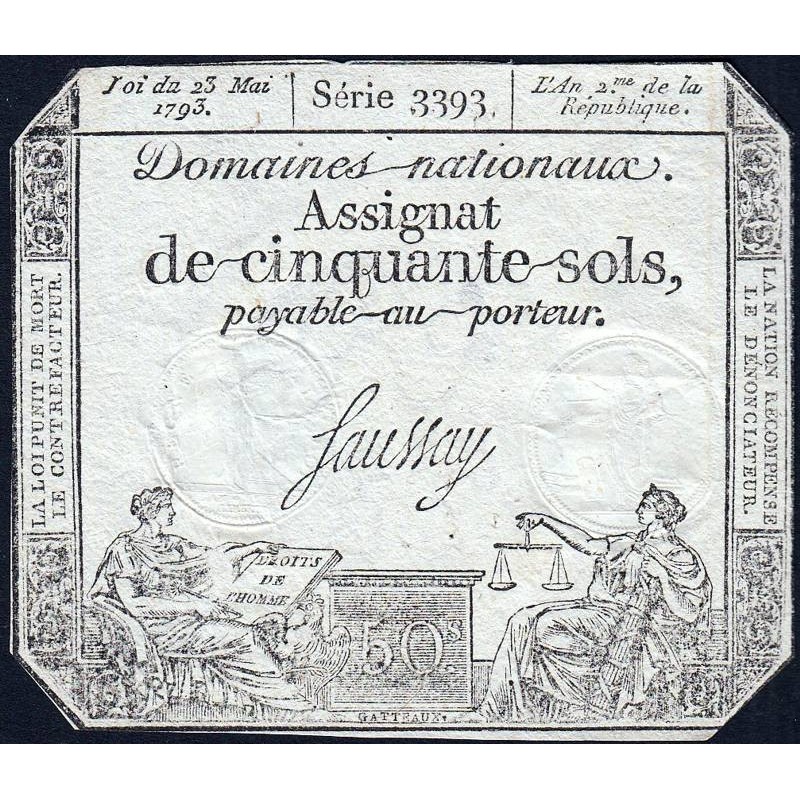 Loi du 23 Mai
1793.
Série 3393.
L'An 2.me de la
République.
Domaines nationaux.
Assignat
de cinquante sols,
payable au porteur.
LA LOI PUNIT DE MORT
LE CONTREFACTEUR.
LA NATION RÉCOMPENSE
LE DÉNONCIATEUR.
Saussay
DROITS
DE
L'HOMME
50s.
GATTEAUX.